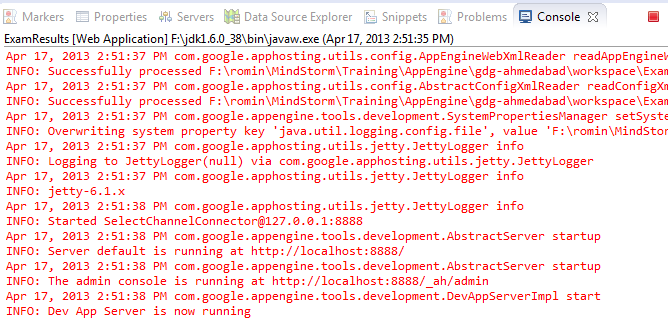 Markers Properties Servers Data Source Explorer Snippets Problems Console
ExamResults [Web Application] F:\jdk1.6.0_38\bin\javaw.exe (Apr 17, 2013 2:51:35 PM)
Apr 17, 2013 2:51:37 PM com.google.apphosting.utils.config.AppEngineWebXmlReader readAppEngineW
INFO: Successfully processed F:\romin\MindStorm\Training\AppEngine\gdg-ahmedabad\workspace\Exam
Apr 17, 2013 2:51:37 PM com.google.apphosting.utils.config.AbstractConfigXmlReader readConfigXm
INFO: Successfully processed F:\romin\MindStorm\Training\AppEngine\gdg-ahmedabad\workspace\Exam
Apr 17, 2013 2:51:37 PM com.google.appengine.tools.development.SystemPropertiesManager setSyste
INFO: Overwriting system property key 'java.util.logging.config.file', value 'F:\romin\MindStor
Apr 17, 2013 2:51:37 PM com.google.apphosting.utils.jetty.JettyLogger info
INFO: Logging to JettyLogger(null) via com.google.apphosting.utils.jetty.JettyLogger
Apr 17, 2013 2:51:37 PM com.google.apphosting.utils.jetty.JettyLogger info
INFO: jetty-6.1.x
Apr 17, 2013 2:51:38 PM com.google.apphosting.utils.jetty.JettyLogger info
INFO: Started SelectChannelConnector@127.0.0.1:8888
Apr 17, 2013 2:51:38 PM com.google.appengine.tools.development.AbstractServer startup
INFO: Server default is running at http://localhost:8888/
Apr 17, 2013 2:51:38 PM com.google.appengine.tools.development.AbstractServer startup
INFO: The admin console is running at http://localhost:8888/_ah/admin
Apr 17, 2013 2:51:38 PM com.google.appengine.tools.development.DevAppServerImpl start
INFO: Dev App Server is now running